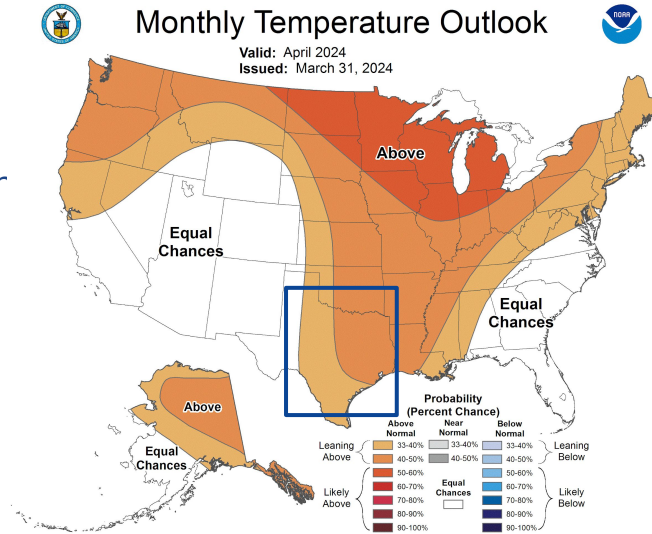 Monthly Temperature Outlook
NOAA
Valid: April 2024
Issued: March 31, 2024
Above
Equal
Chances
Equal
Chances
Above
Equal
Chances
Probability
(Percent Chance)
Above
Normal
Near
Normal
Below
Normal
Leaning
Above
33-40%
40-50%
33-40%
40-50%
33-40%
40-50%
Leaning
Below
Likely
Above
50-60%
60-70%
70-80%
80-90%
90-100%
Equal
Chances
50-60%
60-70%
70-80%
80-90%
90-100%
Likely
Below